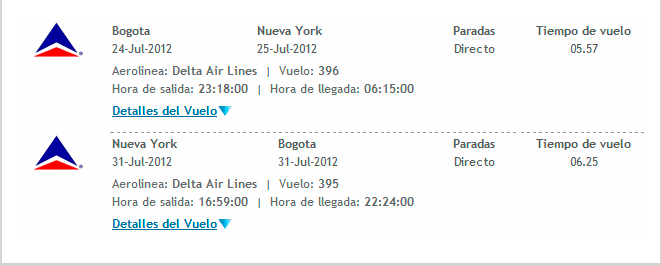 Bogota Nueva York Paradas Tiempo de vuelo
24-Jul-2012 25-Jul-2012 Directo 05.57
Aerolinea: Delta Air Lines | Vuelo: 396
Hora de salida: 23:18:00 | Hora de llegada: 06:15:00
Detalles del Vuelo
Nueva York Bogota Paradas Tiempo de vuelo
31-Jul-2012 31-Jul-2012 Directo 06.25
Aerolinea: Delta Air Lines | Vuelo: 395
Hora de salida: 16:59:00 | Hora de llegada: 22:24:00
Detalles del Vuelo